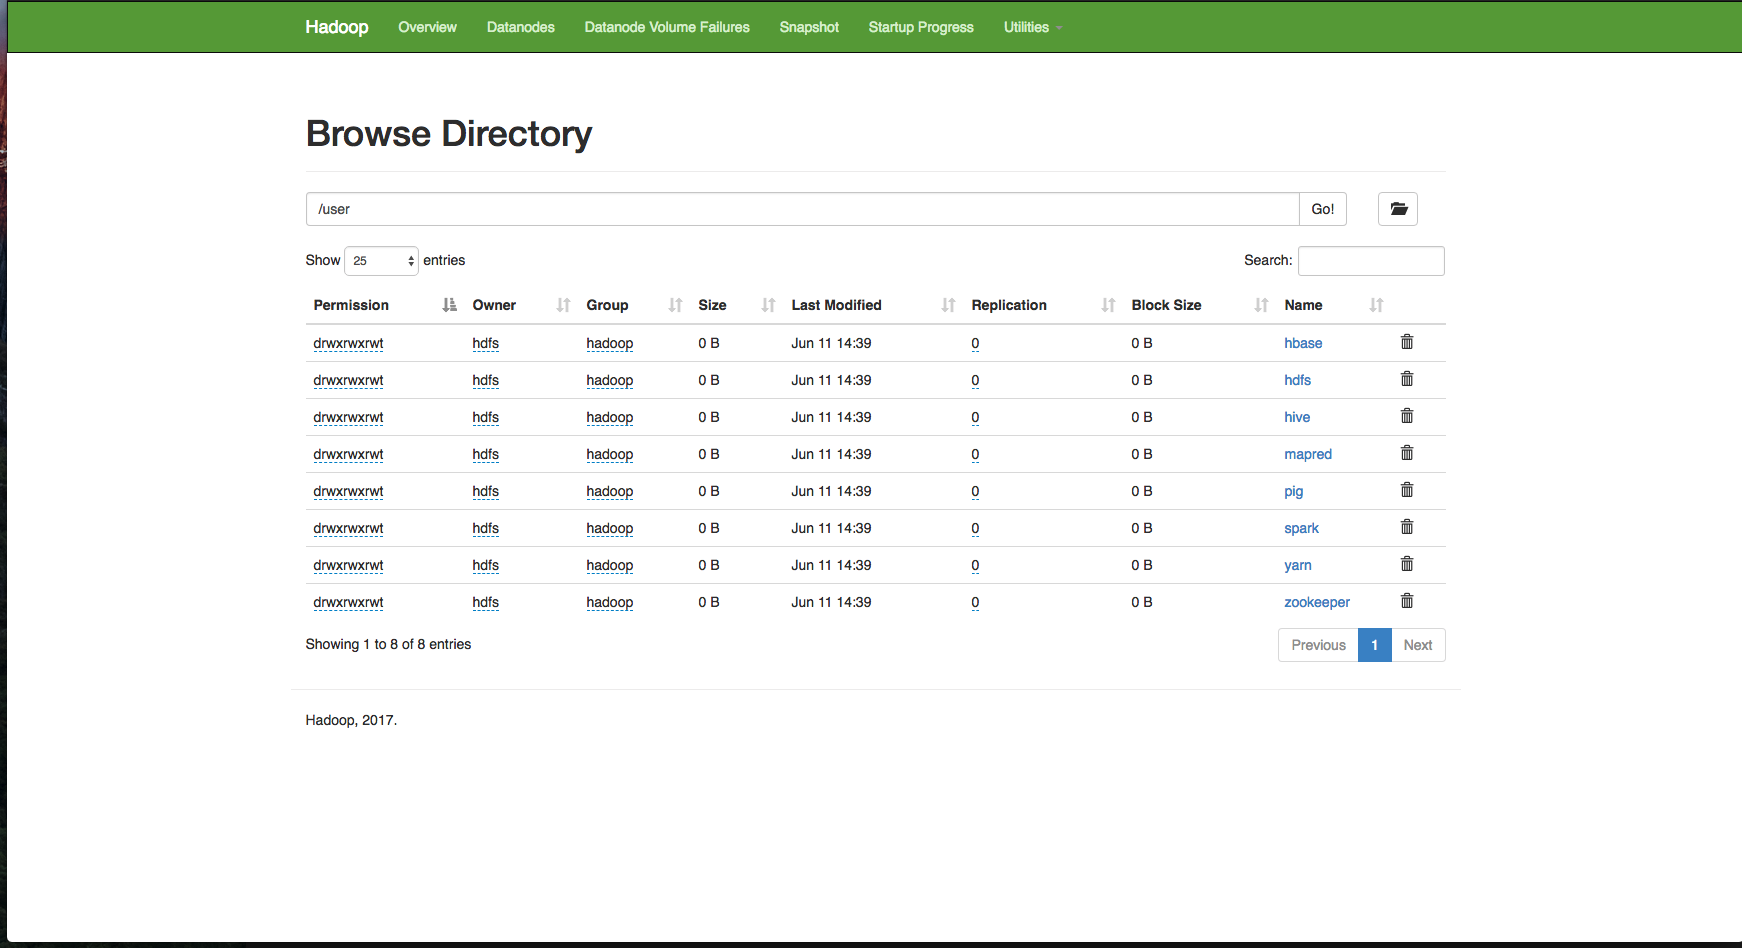 Hadoop Overview Datanodes Datanode Volume Failures Snapshot Startup Progress Utilities
Browse Directory
/user Go!
Show 25 entries Search:
Permission Owner Group Size Last Modified Replication Block Size Name
drwxrwxrwt hdfs hadoop 0 B Jun 11 14:39 0 0 B hbase
drwxrwxrwt hdfs hadoop 0 B Jun 11 14:39 0 0 B hdfs
drwxrwxrwt hdfs hadoop 0 B Jun 11 14:39 0 0 B hive
drwxrwxrwt hdfs hadoop 0 B Jun 11 14:39 0 0 B mapred
drwxrwxrwt hdfs hadoop 0 B Jun 11 14:39 0 0 B pig
drwxrwxrwt hdfs hadoop 0 B Jun 11 14:39 0 0 B spark
drwxrwxrwt hdfs hadoop 0 B Jun 11 14:39 0 0 B yarn
drwxrwxrwt hdfs hadoop 0 B Jun 11 14:39 0 0 B zookeeper
Showing 1 to 8 of 8 entries Previous 1 Next
Hadoop, 2017.